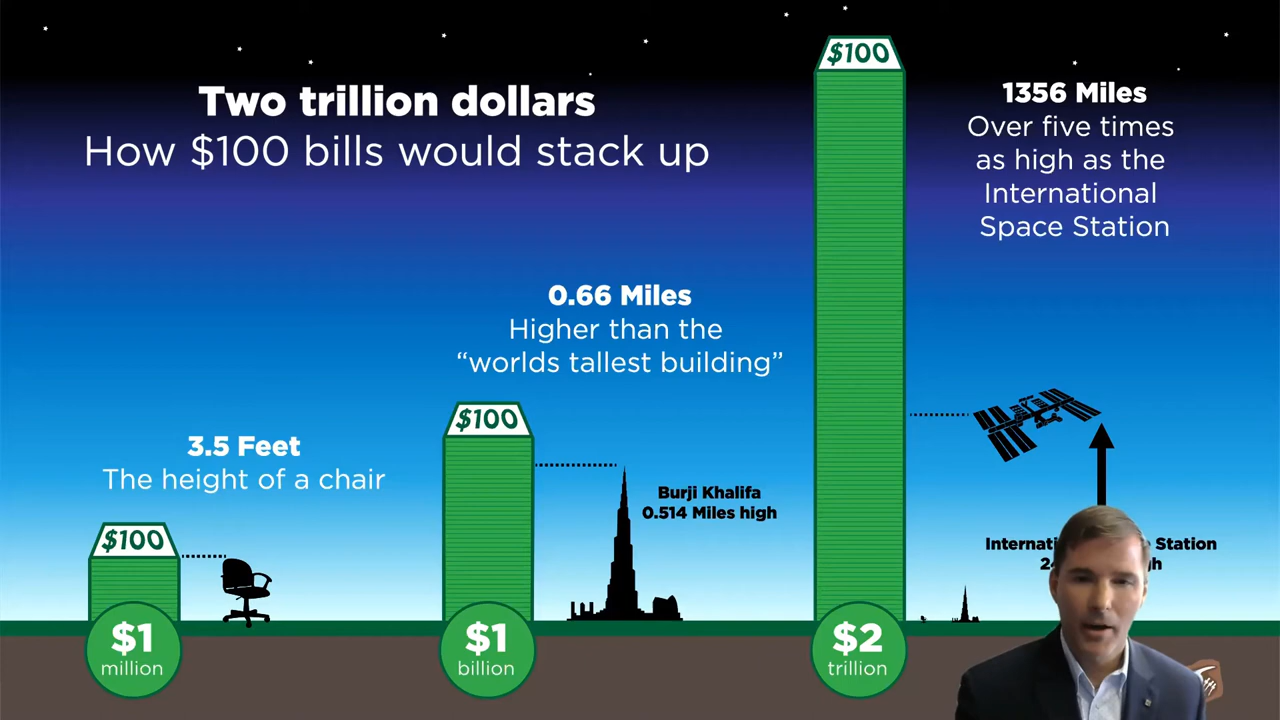 Two trillion dollars
How $100 bills would stack up
$100
1356 Miles
Over five times
as high as the
International
Space Station
0.66 Miles
Higher than the
“worlds tallest building”
$100
3.5 Feet
The height of a chair
$100
Burji Khalifa
0.514 Miles high
Station
$1
million
$1
billion
$2
trillion